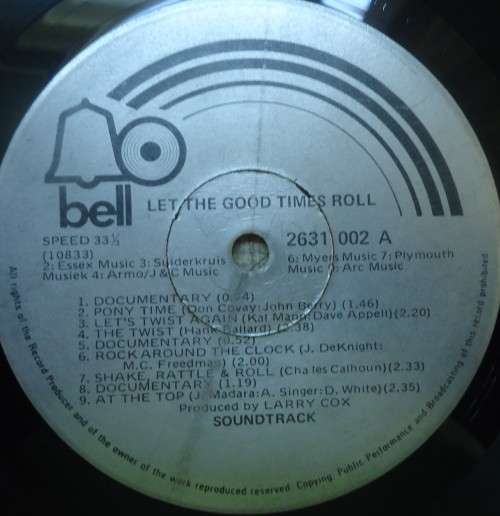 bell
LET THE GOOD TIMES ROLL
SPEED 33⅓
(10833)
2631 002 A
2: Essex Music 3: Suiderkruis
Musiek 4: Armo/J & C Music
6: Myers Music 7: Plymouth
Music 9: Arc Music
1. DOCUMENTARY
2. PONY TIME (Don Covay:John Berry) (1.46)
3. LET'S TWIST AGAIN (Kal Mann:Dave Appell)(2.20)
4. THE TWIST (Hank Ballard)
5. DOCUMENTARY (0.52)
6. ROCK AROUND THE CLOCK (J. DeKnight:
M.C. Freedman) (2.00)
7. SHAKE, RATTLE & ROLL (Charles Calhoun)(2.33)
8. DOCUMENTARY (1.19)
9. AT THE TOP (J. Madara:A. Singer:D. White)(2.35)
Produced by LARRY COX
SOUNDTRACK
All rights of the Record Producer and of the owner of the work reproduced reserved. Copying, Public Performance and Broadcasting of this record prohibited